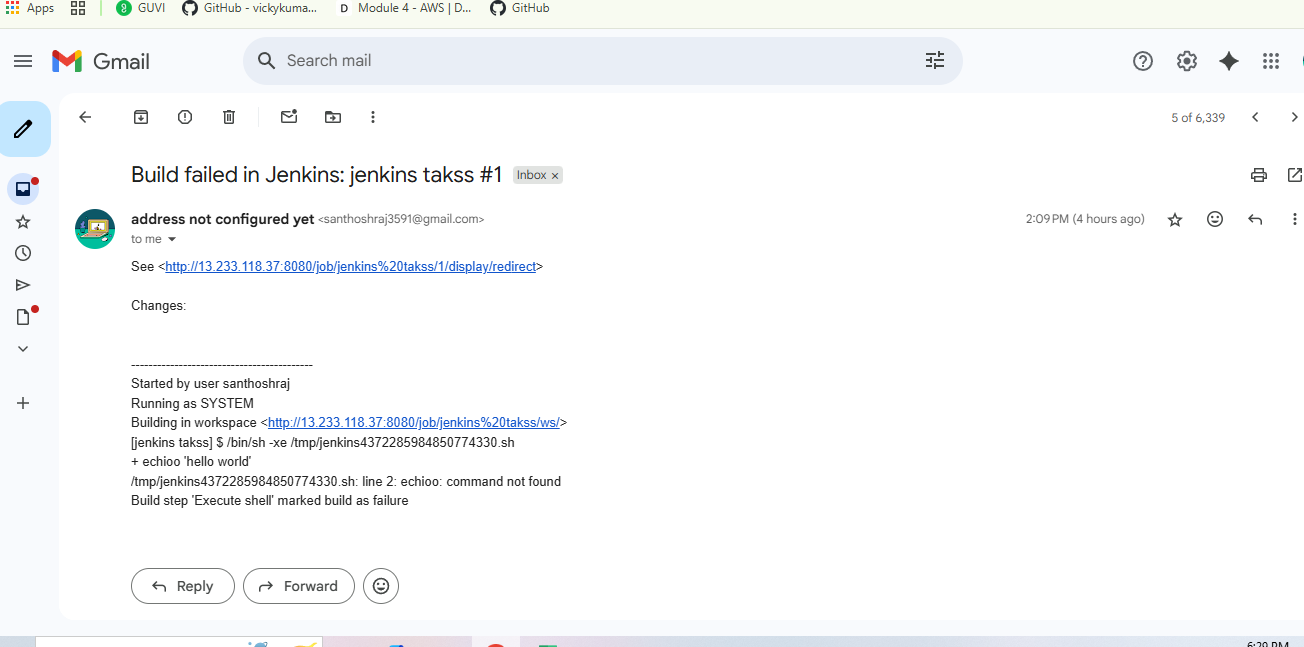 Apps
8 GUVI
GitHub - vickykuma...
D Module 4 - AWS | D...
GitHub
Gmail
Search mail
5 of 6,339
Build failed in Jenkins: jenkins takss #1
Inbox ×
address not configured yet <santhoshraj3591@gmail.com>
2:09 PM (4 hours ago)
to me
See <http://13.233.118.37:8080/job/jenkins%20takss/1/display/redirect>
Changes:
------------------------------------------
Started by user santhoshraj
Running as SYSTEM
Building in workspace <http://13.233.118.37:8080/job/jenkins%20takss/ws/>
[jenkins takss] $ /bin/sh -xe /tmp/jenkins4372285984850774330.sh
+ echioo 'hello world'
/tmp/jenkins4372285984850774330.sh: line 2: echioo: command not found
Build step 'Execute shell' marked build as failure
Reply
Forward
6:29 PM